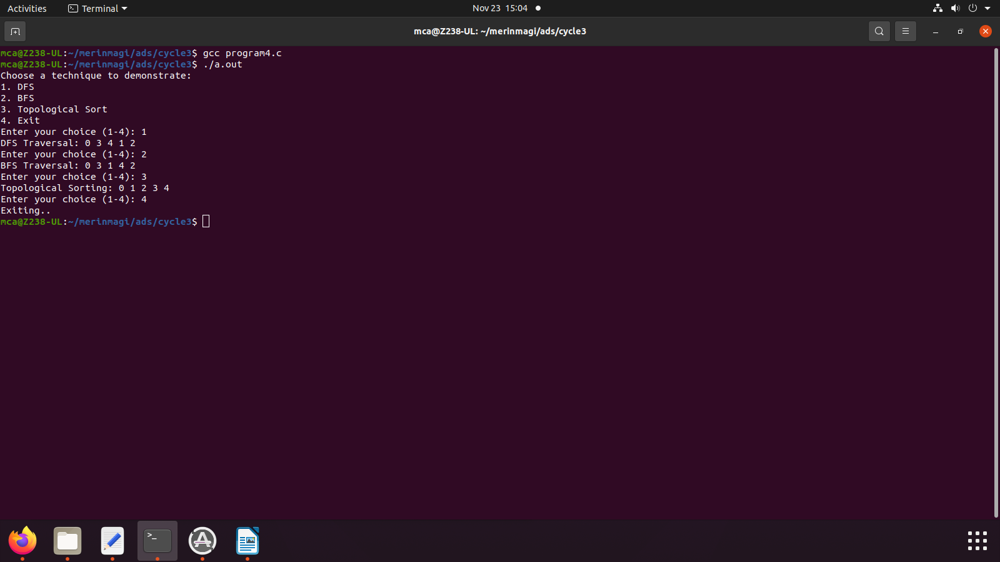 Activities
Terminal
Nov 23 15:04
mca@Z238-UL: ~/merinmagi/ads/cycle3
mca@Z238-UL:~/merinmagi/ads/cycle3$ gcc program4.c
mca@Z238-UL:~/merinmagi/ads/cycle3$ ./a.out
Choose a technique to demonstrate:
1. DFS
2. BFS
3. Topological Sort
4. Exit
Enter your choice (1-4): 1
DFS Traversal: 0 3 4 1 2
Enter your choice (1-4): 2
BFS Traversal: 0 3 1 4 2
Enter your choice (1-4): 3
Topological Sorting: 0 1 2 3 4
Enter your choice (1-4): 4
Exiting..
mca@Z238-UL:~/merinmagi/ads/cycle3$